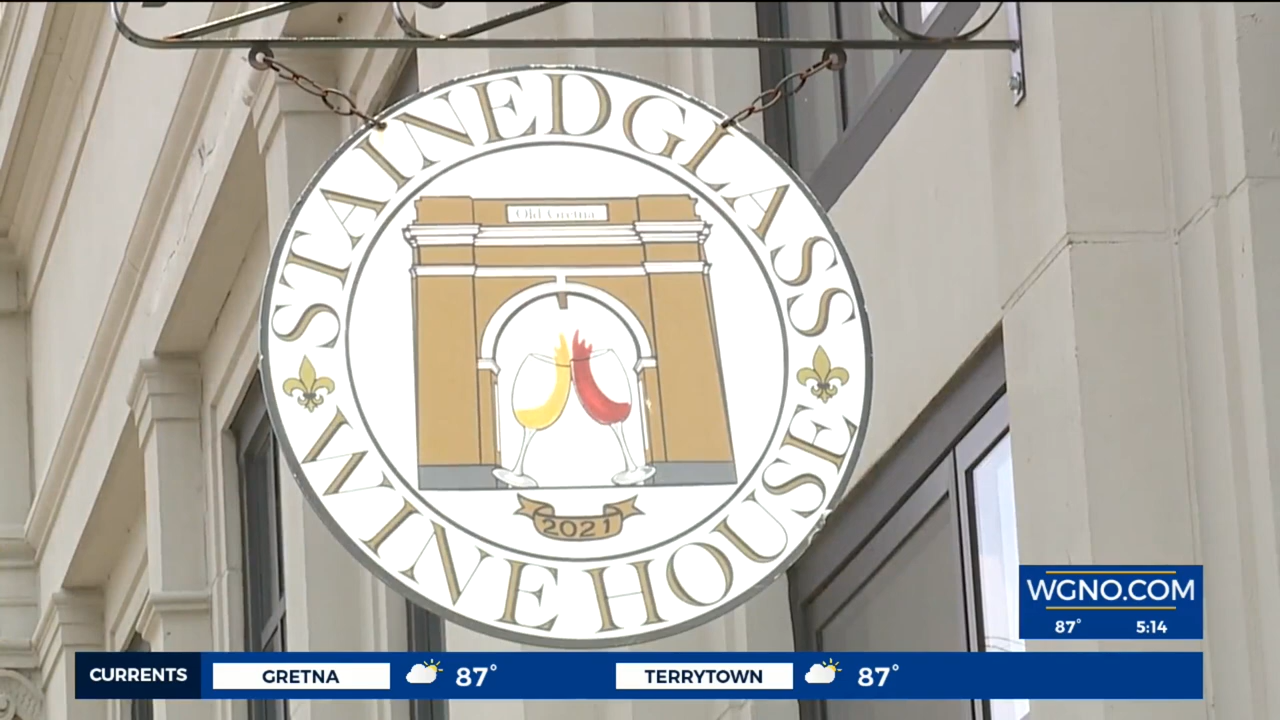 STAINED GLASS
Old Gretna
2021
WINE HOUSE
WGNO.COM
87° 5:14
CURRENTS GRETNA 87° TERRYTOWN 87°